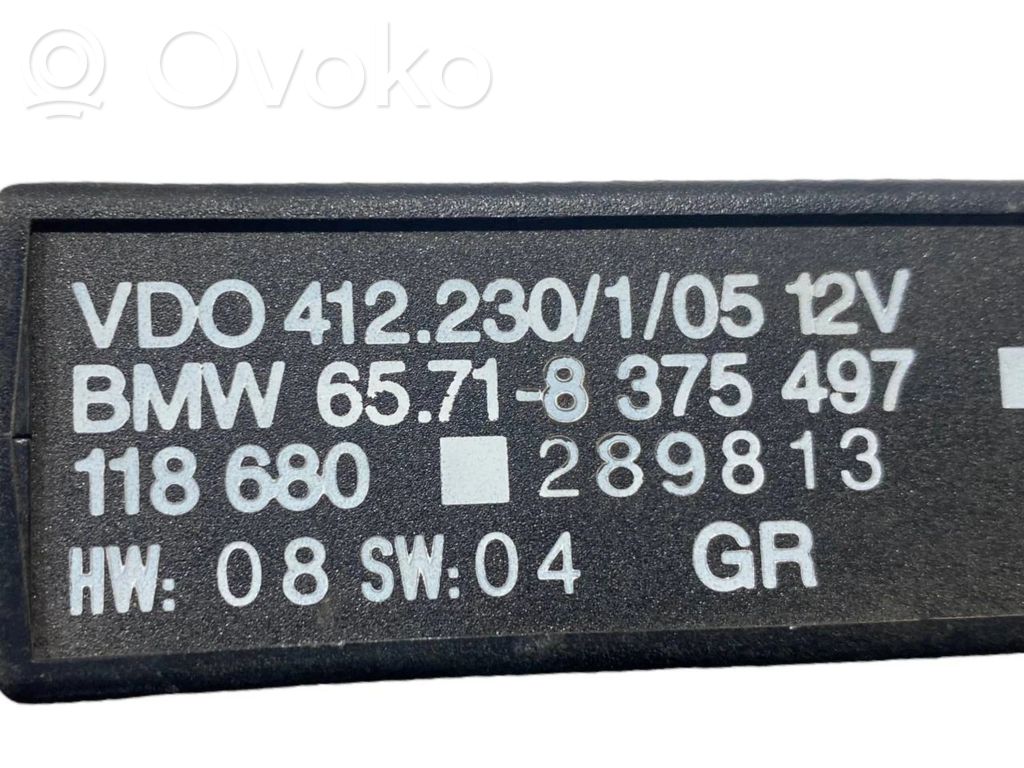 Ovoko
VDO 412.230/1/05 12V
BMW 65.71-8 375 497
118 680 289813
HW: 08 SW: 04 GR